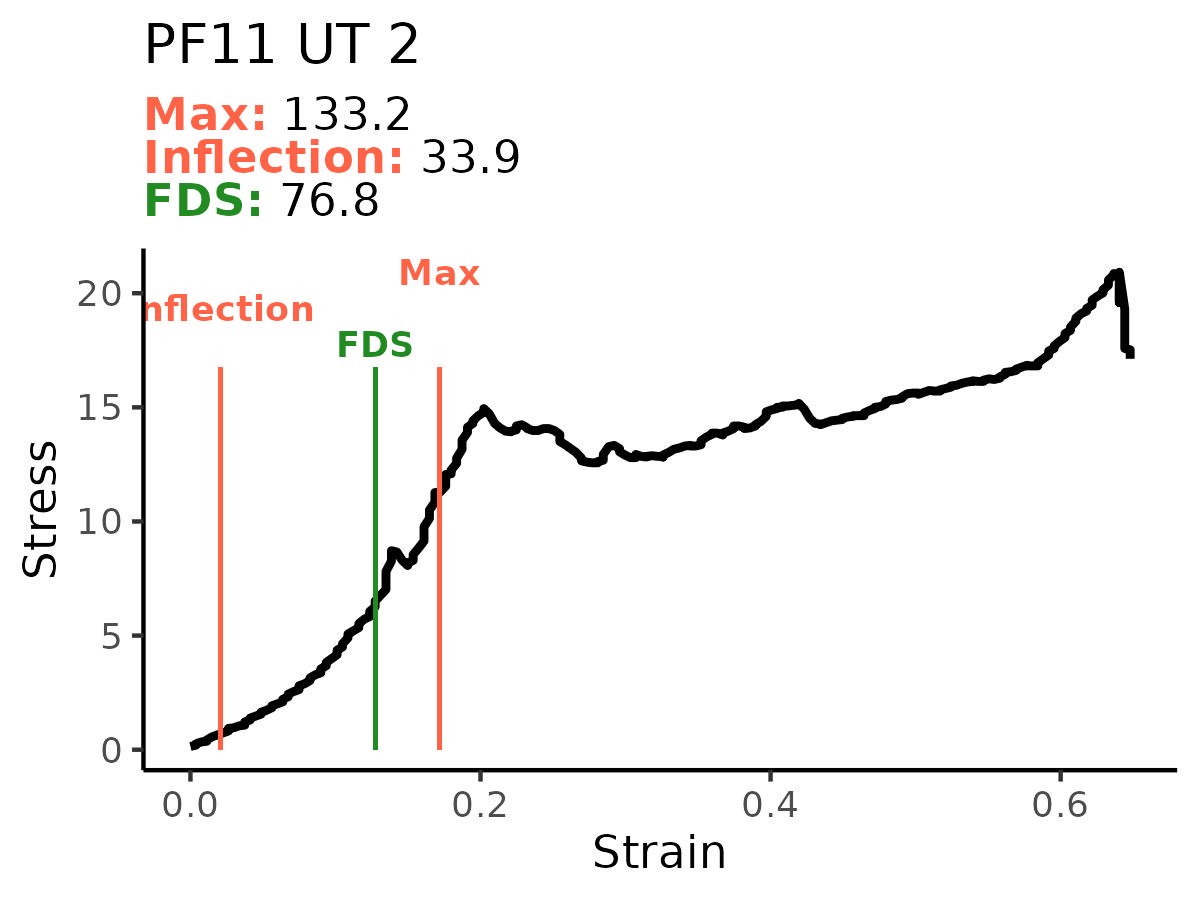 PF11 UT 2
Max: 133.2
Inflection: 33.9
FDS: 76.8
Max
nflection
FDS
20
15
10
5
0
Stress
0.0 0.2 0.4 0.6
Strain